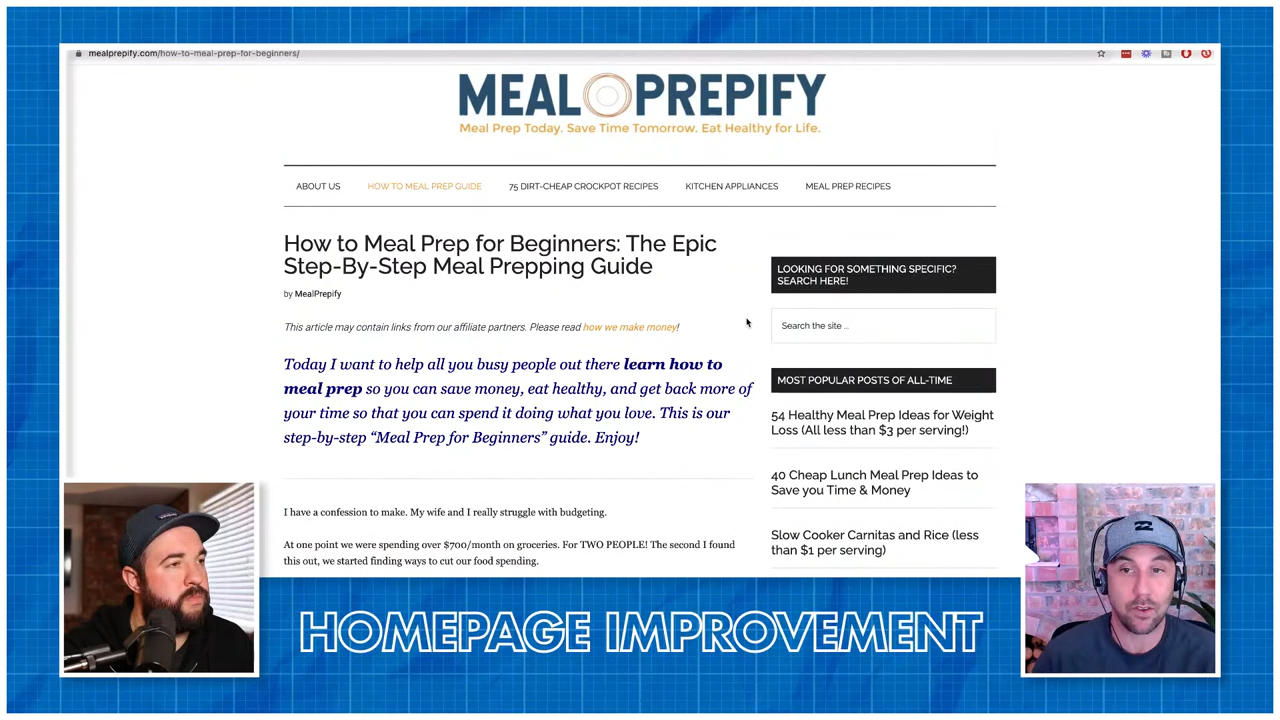 mealprepify.com/how-to-meal-prep-for-beginners/
MEAL PREPIFY
Meal Prep Today. Save Time Tomorrow. Eat Healthy for Life.
ABOUT US HOW TO MEAL PREP GUIDE 75 DIRT-CHEAP CROCKPOT RECIPES KITCHEN APPLIANCES MEAL PREP RECIPES
How to Meal Prep for Beginners: The Epic
Step-By-Step Meal Prepping Guide
by MealPrepify
This article may contain links from our affiliate partners. Please read how we make money!
Today I want to help all you busy people out there learn how to
meal prep so you can save money, eat healthy, and get back more of
your time so that you can spend it doing what you love. This is our
step-by-step “Meal Prep for Beginners” guide. Enjoy!
I have a confession to make. My wife and I really struggle with budgeting.
At one point we were spending over $700/month on groceries. For TWO PEOPLE! The second I found
this out, we started finding ways to cut our food spending.
LOOKING FOR SOMETHING SPECIFIC?
SEARCH HERE!
Search the site ...
MOST POPULAR POSTS OF ALL-TIME
54 Healthy Meal Prep Ideas for Weight
Loss (All less than $3 per serving!)
40 Cheap Lunch Meal Prep Ideas to
Save you Time & Money
Slow Cooker Carnitas and Rice (less
than $1 per serving)
HOMEPAGE IMPROVEMENT